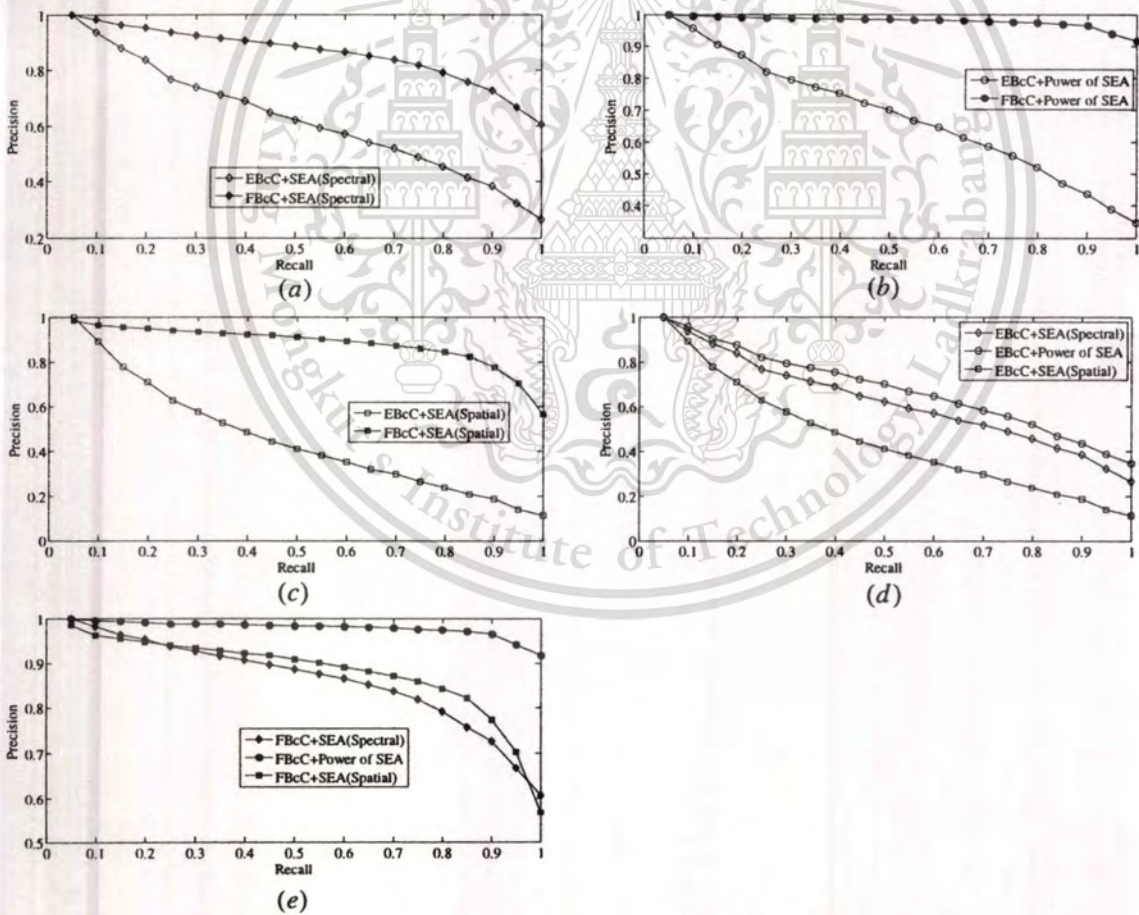 1
0.8
0.6
0.4
0.2
Precision
0 0.1 0.2 0.3 0.4 0.5 0.6 0.7 0.8 0.9 1
Recall
EBcC+SEA(Spectral)
FBcC+SEA(Spectral)
(a)
1
0.9
0.8
0.7
0.6
0.5
0.4
Precision
0 0.1 0.2 0.3 0.4 0.5 0.6 0.7 0.8 0.9 1
Recall
EBcC+Power of SEA
FBcC+Power of SEA
(b)
1
0.8
0.6
0.4
0.2
0
Precision
0 0.1 0.2 0.3 0.4 0.5 0.6 0.7 0.8 0.9 1
Recall
EBcC+SEA(Spatial)
FBcC+SEA(Spatial)
(c)
1
0.8
0.6
0.4
0.2
0
Precision
0 0.1 0.2 0.3 0.4 0.5 0.6 0.7 0.8 0.9 1
Recall
EBcC+SEA(Spectral)
EBcC+Power of SEA
EBcC+SEA(Spatial)
(d)
1
0.9
0.8
0.7
0.6
0.5
Precision
0 0.1 0.2 0.3 0.4 0.5 0.6 0.7 0.8 0.9 1
Recall
FBcC+SEA(Spectral)
FBcC+Power of SEA
FBcC+SEA(Spatial)
(e)
Institute of Technology Ladkrabang